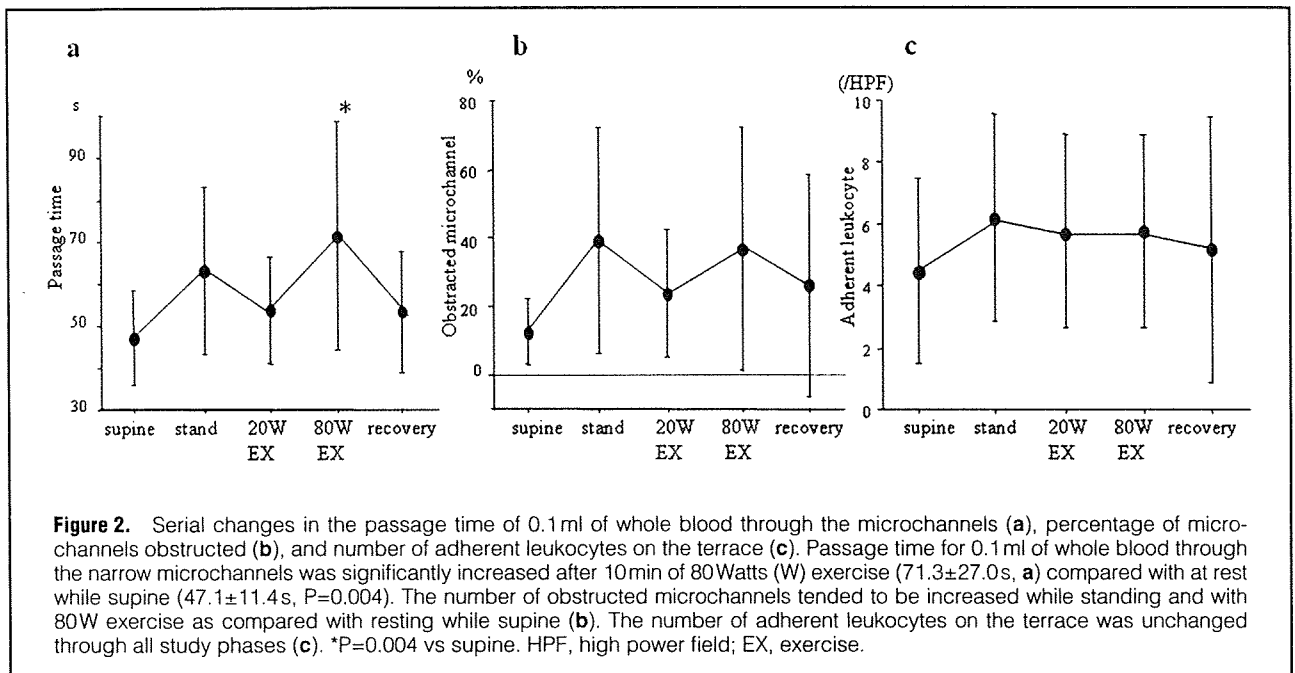 a
b
c
s
*
90
70
50
30
Passage time
supine stand 20W 80W recovery
EX EX
%
80
60
40
20
0
Obstracted microchannel
supine stand 20W 80W recovery
EX EX
(/HPF)
10
8
6
4
2
0
Adherent leukocyte
supine stand 20W 80W recovery
EX EX
Figure 2. Serial changes in the passage time of 0.1 ml of whole blood through the microchannels (a), percentage of micro-
channels obstructed (b), and number of adherent leukocytes on the terrace (c). Passage time for 0.1 ml of whole blood through
the narrow microchannels was significantly increased after 10 min of 80 Watts (W) exercise (71.3±27.0 s, a) compared with at rest
while supine (47.1±11.4 s, P=0.004). The number of obstructed microchannels tended to be increased while standing and with
80 W exercise as compared with resting while supine (b). The number of adherent leukocytes on the terrace was unchanged
through all study phases (c). *P=0.004 vs supine. HPF, high power field; EX, exercise.